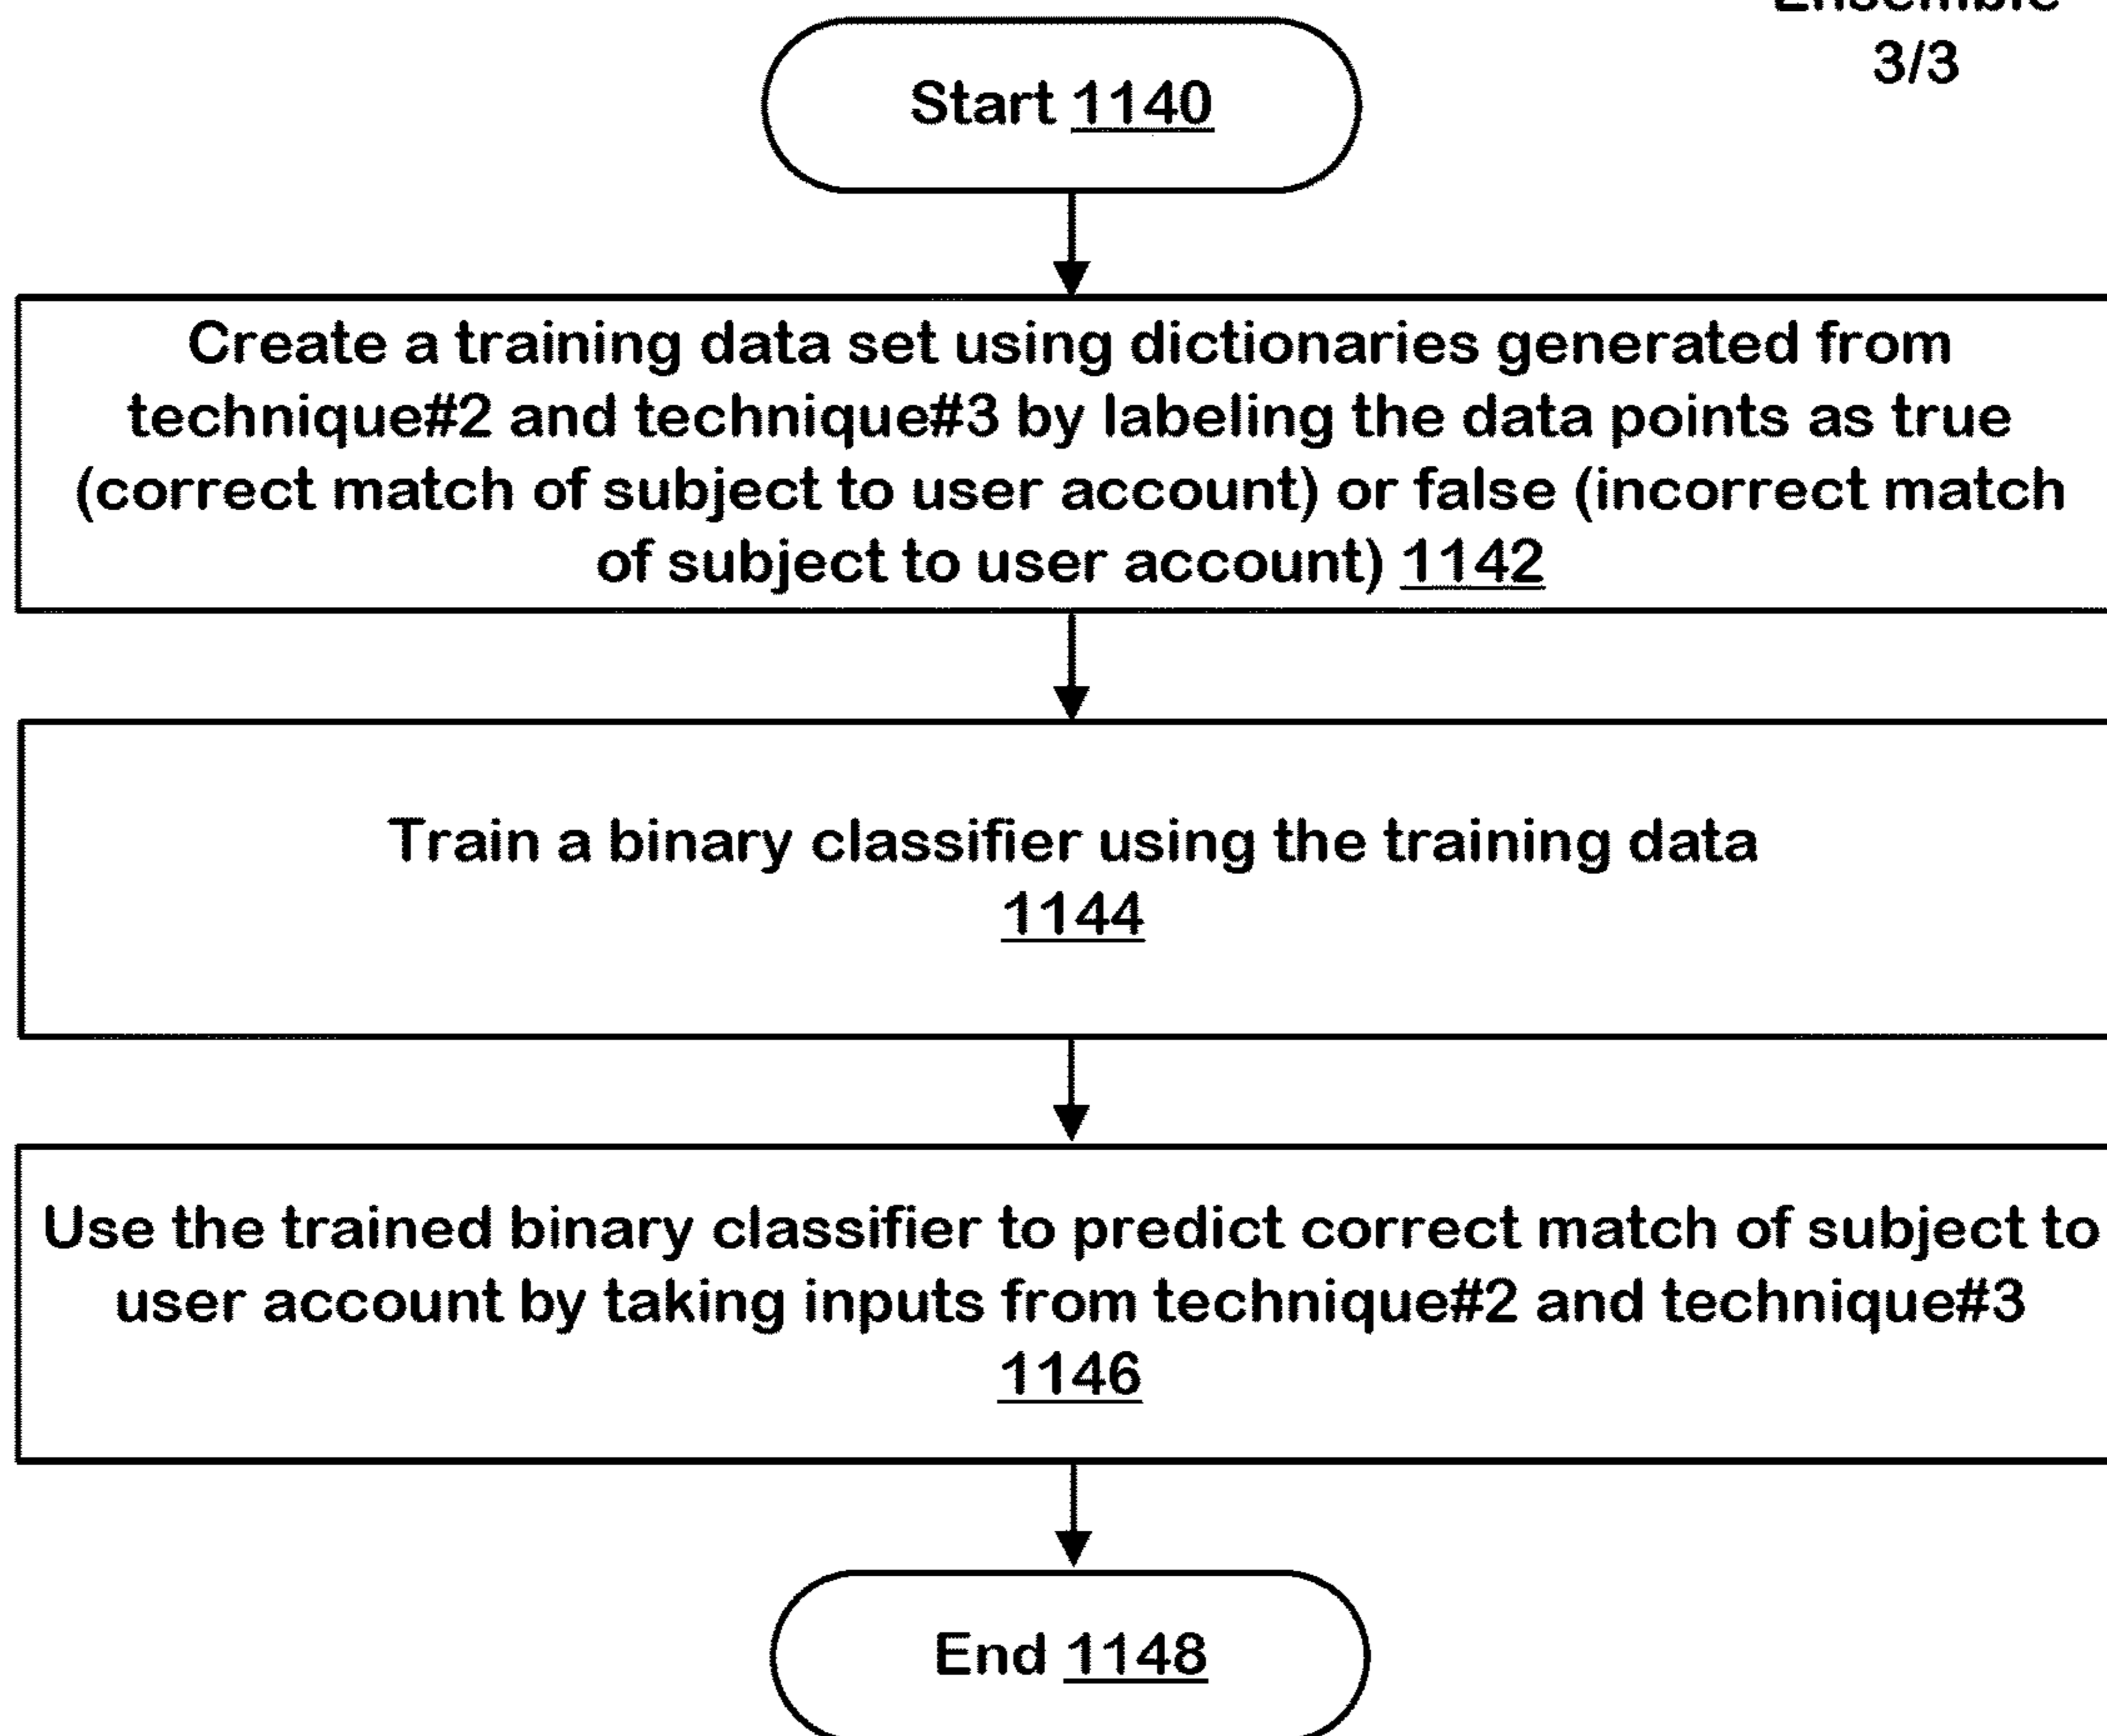 Ensemble
3/3
Start 1140
Create a training data set using dictionaries generated from
technique#2 and technique#3 by labeling the data points as true
(correct match of subject to user account) or false (incorrect match
of subject to user account) 1142
Train a binary classifier using the training data
1144
Use the trained binary classifier to predict correct match of subject to
user account by taking inputs from technique#2 and technique#3
1146
End 1148